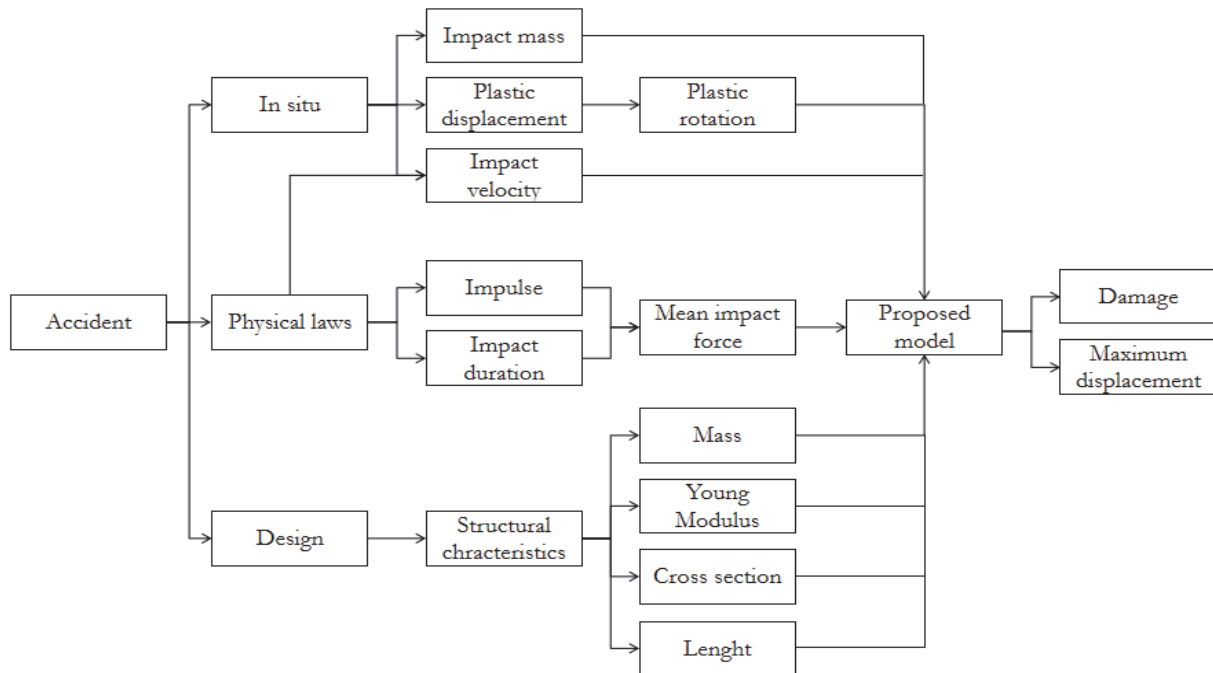 Impact mass
In situ
Plastic
displacement
Plastic
rotation
Impact
velocity
Accident
Physical laws
Impulse
Impact
duration
Mean impact
force
Proposed
model
Damage
Maximum
displacement
Design
Structural
chracteristics
Mass
Young
Modulus
Cross section
Lenght